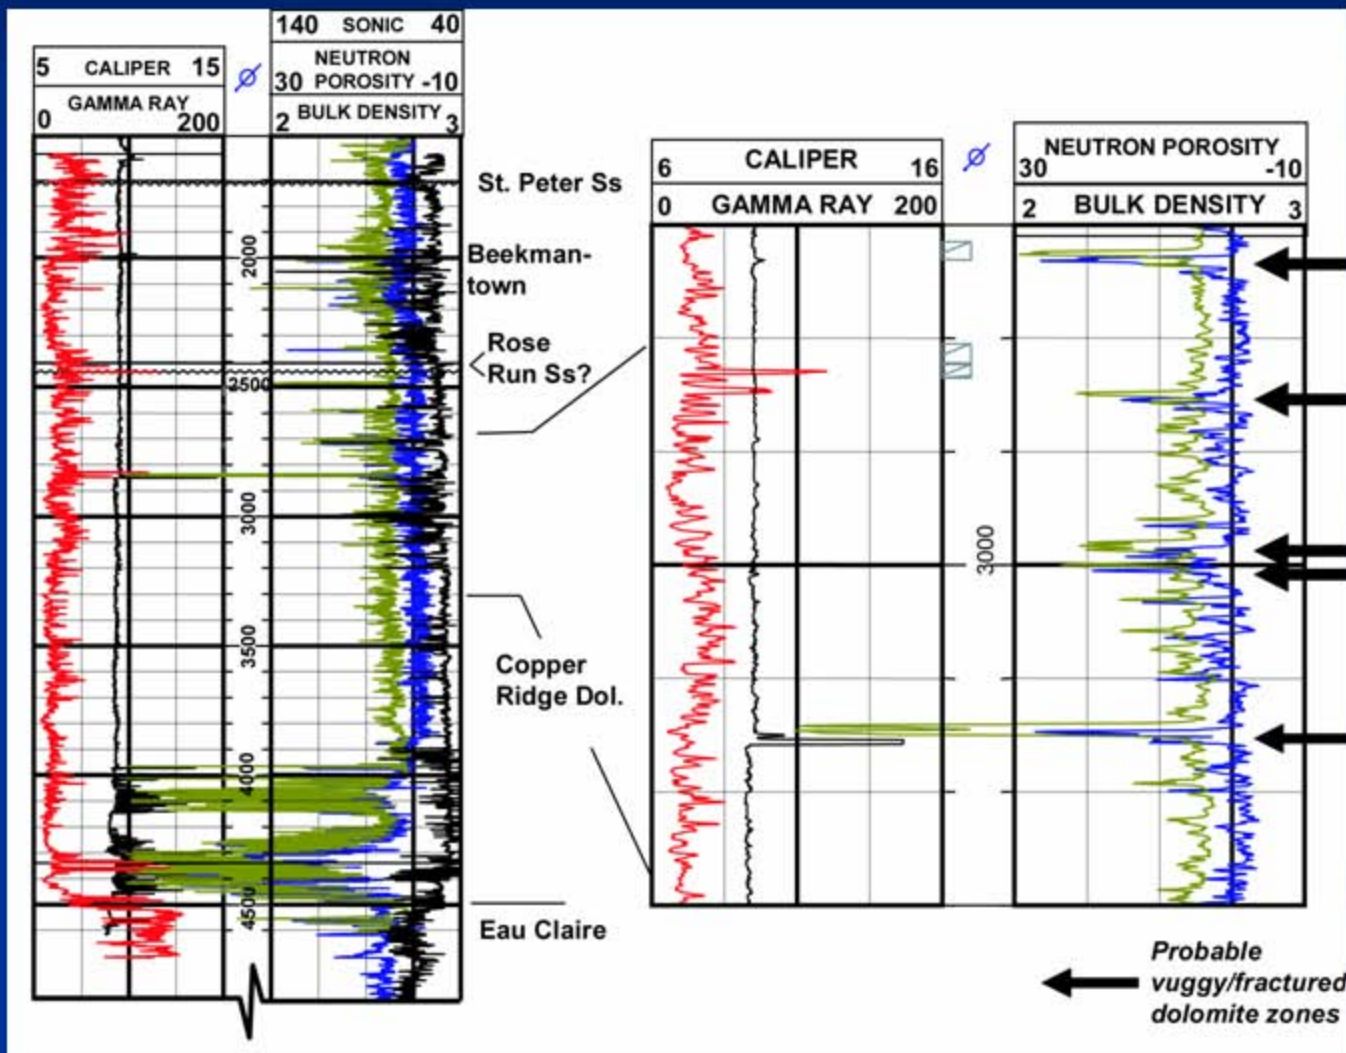 140 SONIC 40
NEUTRON
30 POROSITY -10
2 BULK DENSITY 3
5 CALIPER 15
GAMMA RAY
0 200
ø
St. Peter Ss
Beekman-
town
Rose
Run Ss?
Copper
Ridge Dol.
Eau Claire
2000
2500
3000
3500
4000
4500
6 CALIPER 16
0 GAMMA RAY 200
ø
NEUTRON POROSITY
30 -10
2 BULK DENSITY 3
3000
Probable
vuggy/fractured
dolomite zones